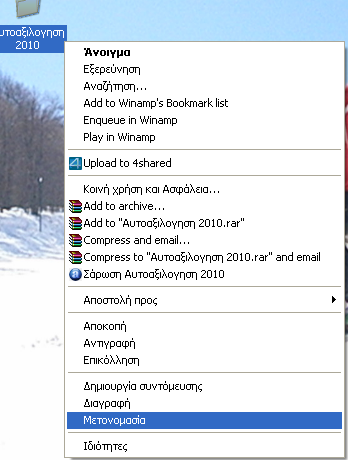 υτοαξιλογηση
2010
Άνοιγμα
Εξερεύνηση
Αναζήτηση...
Add to Winamp's Bookmark list
Enqueue in Winamp
Play in Winamp
Upload to 4shared
Κοινή χρήση και Ασφάλεια...
Add to archive...
Add to "Αυτοαξιλογηση 2010.rar"
Compress and email...
Compress to "Αυτοαξιλογηση 2010.rar" and email
Σάρωση Αυτοαξιλογηση 2010
Αποστολή προς
Αποκοπή
Αντιγραφή
Επικόλληση
Δημιουργία συντόμευσης
Διαγραφή
Μετονομασία
Ιδιότητες